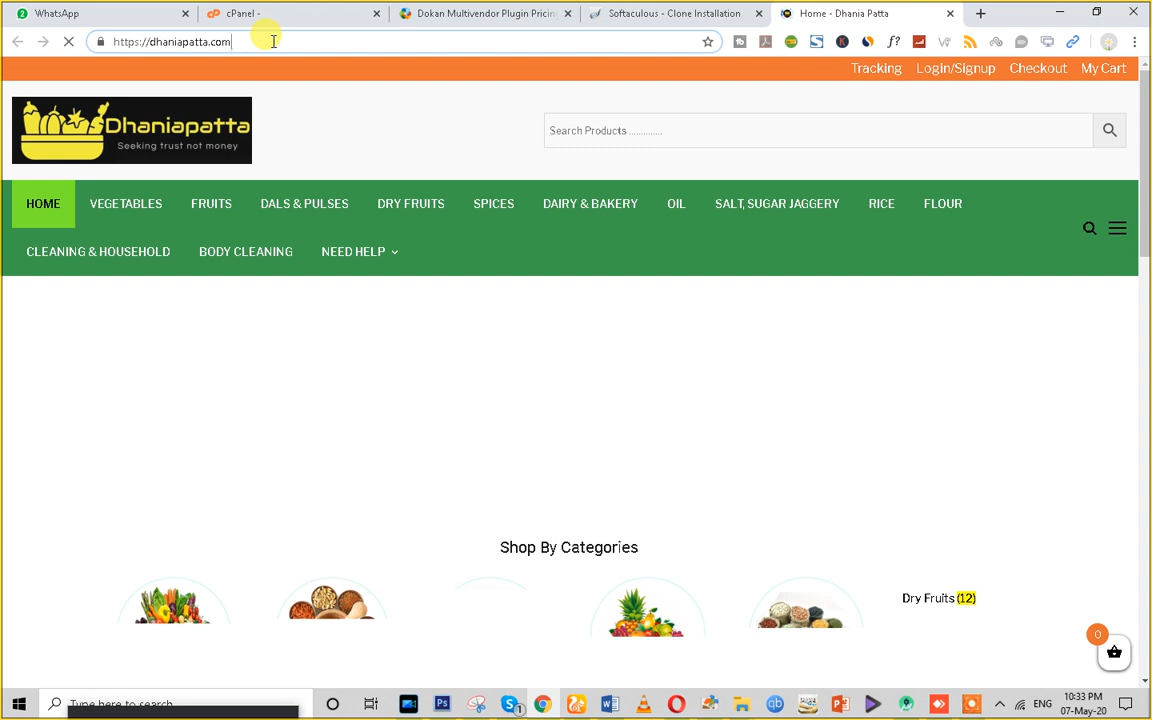 2 WhatsApp
cPanel -
Dokan Multivendor Plugin Pricin
Softaculous - Clone Installation
Home - Dhania Patta
https://dhaniapatta.com
Tracking Login/Signup Checkout My Cart
Dhaniapatta
Seeking trust not money
Search Products .............
HOME VEGETABLES FRUITS DALS & PULSES DRY FRUITS SPICES DAIRY & BAKERY OIL SALT, SUGAR JAGGERY RICE FLOUR
CLEANING & HOUSEHOLD BODY CLEANING NEED HELP
Shop By Categories
Dry Fruits (12)
0
Type here to search
ENG
10:33 PM
07-May-20